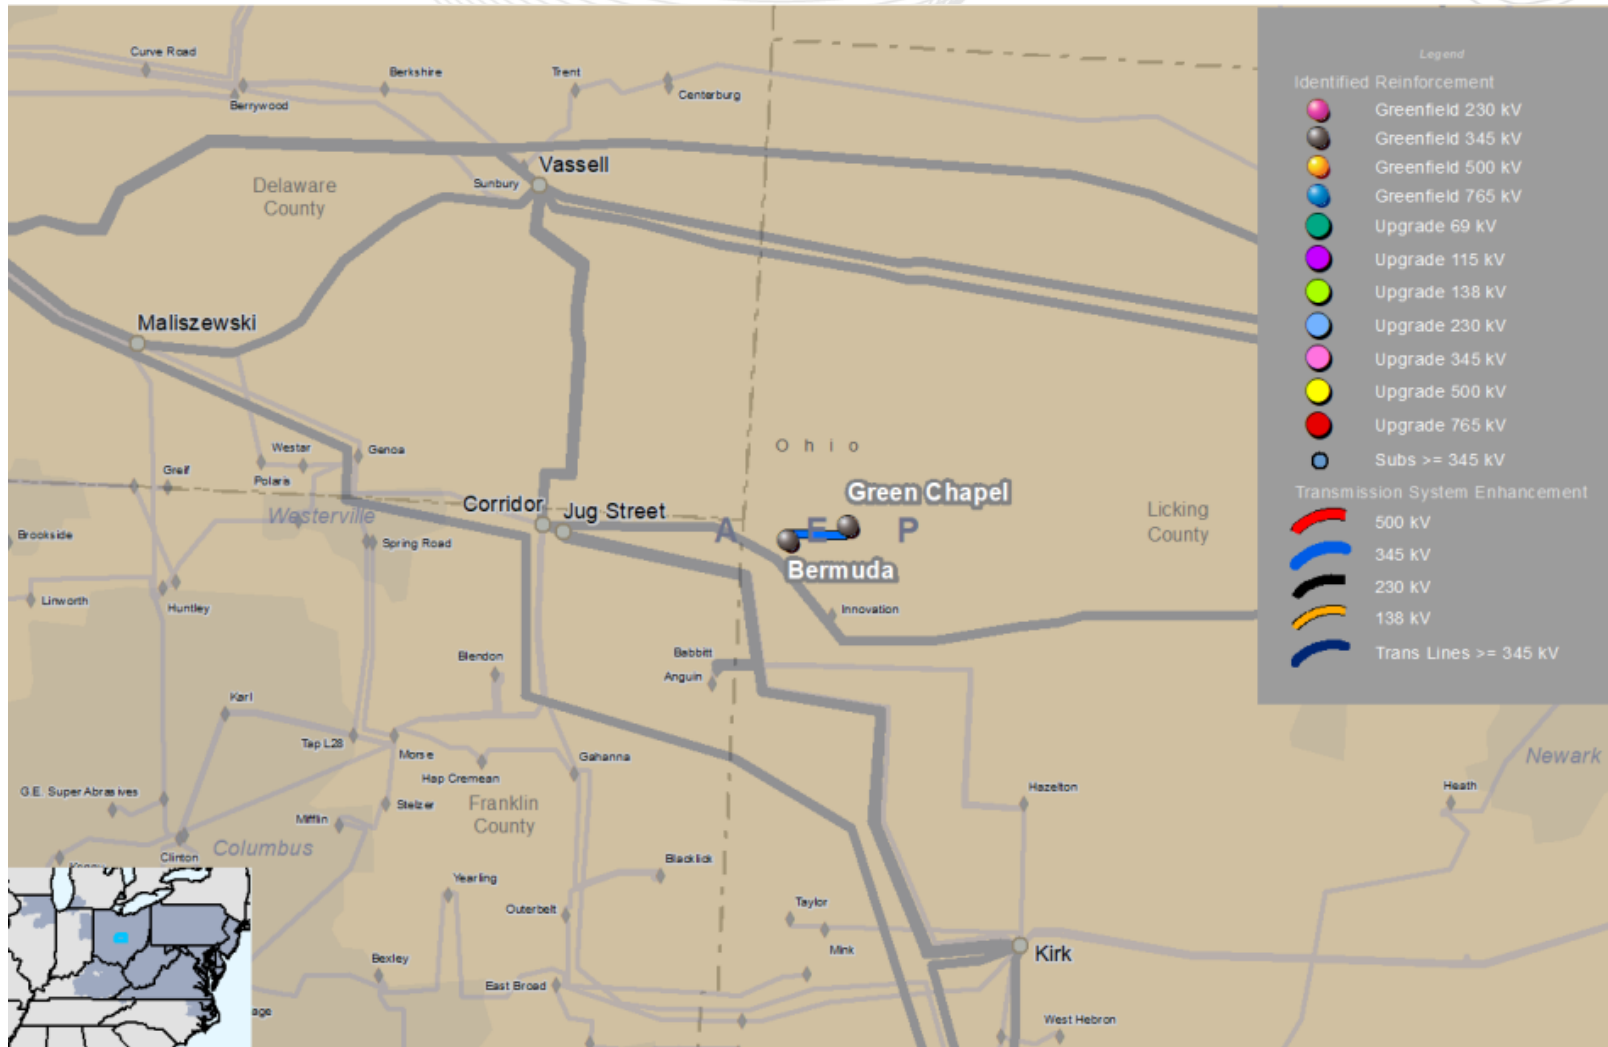 Curve Road
Berrywood
Berkshire
Trent
Centerburg
Vassell
Sunbury
Delaware
County
Maliszewski
Westar
Polaris
Genoa
Greif
Westerville
Brookside
Spring Road
Linworth
Huntley
Corridor
Jug Street
Ohio
A E P
Green Chapel
Bermuda
Innovation
Licking
County
Babbitt
Anguin
Blendon
Karl
Tap L28
Morse
Hap Cremean
Gahanna
G.E. Super Abrasives
Stelzer
Mifflin
Franklin
County
Clinton
Columbus
Hazelton
Heath
Newark
Blacklick
Yearling
Outerbelt
Taylor
Mink
Kirk
Bexley
East Broad
West Hebron
age
Legend
Identified Reinforcement
Greenfield 230 kV
Greenfield 345 kV
Greenfield 500 kV
Greenfield 765 kV
Upgrade 69 kV
Upgrade 115 kV
Upgrade 138 kV
Upgrade 230 kV
Upgrade 345 kV
Upgrade 500 kV
Upgrade 765 kV
Subs >= 345 kV
Transmission System Enhancement
500 kV
345 kV
230 kV
138 kV
Trans Lines >= 345 kV